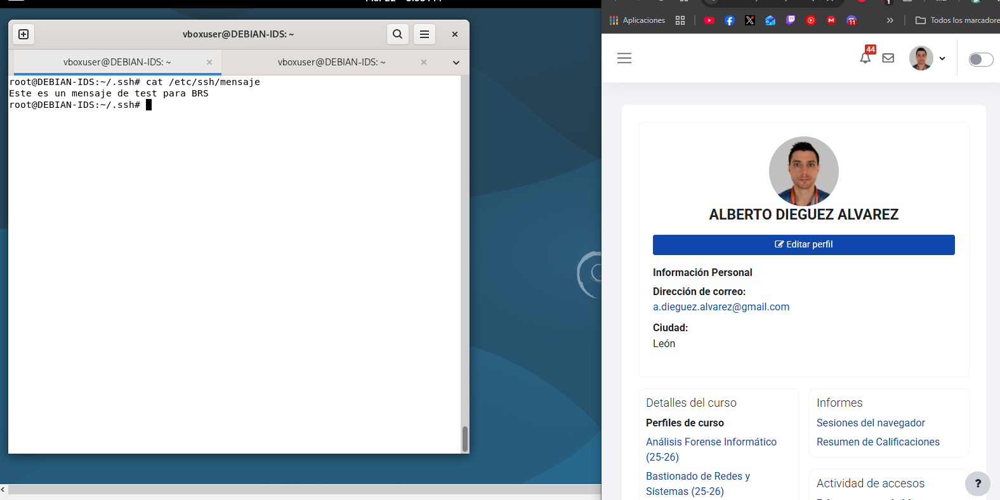 vboxuser@DEBIAN-IDS: ~
vboxuser@DEBIAN-IDS: ~ × vboxuser@DEBIAN-IDS: ~ ×
root@DEBIAN-IDS:~/.ssh# cat /etc/ssh/mensaje
Este es un mensaje de test para BRS
root@DEBIAN-IDS:~/.ssh#
Aplicaciones
Todos los marcadore
44
ALBERTO DIEGUEZ ALVAREZ
Editar perfil
Información Personal
Dirección de correo:
a.dieguez.alvarez@gmail.com
Ciudad:
León
Detalles del curso
Perfiles de curso
Análisis Forense Informático
(25-26)
Bastionado de Redes y
Sistemas (25-26)
Informes
Sesiones del navegador
Resumen de Calificaciones
Actividad de accesos
?